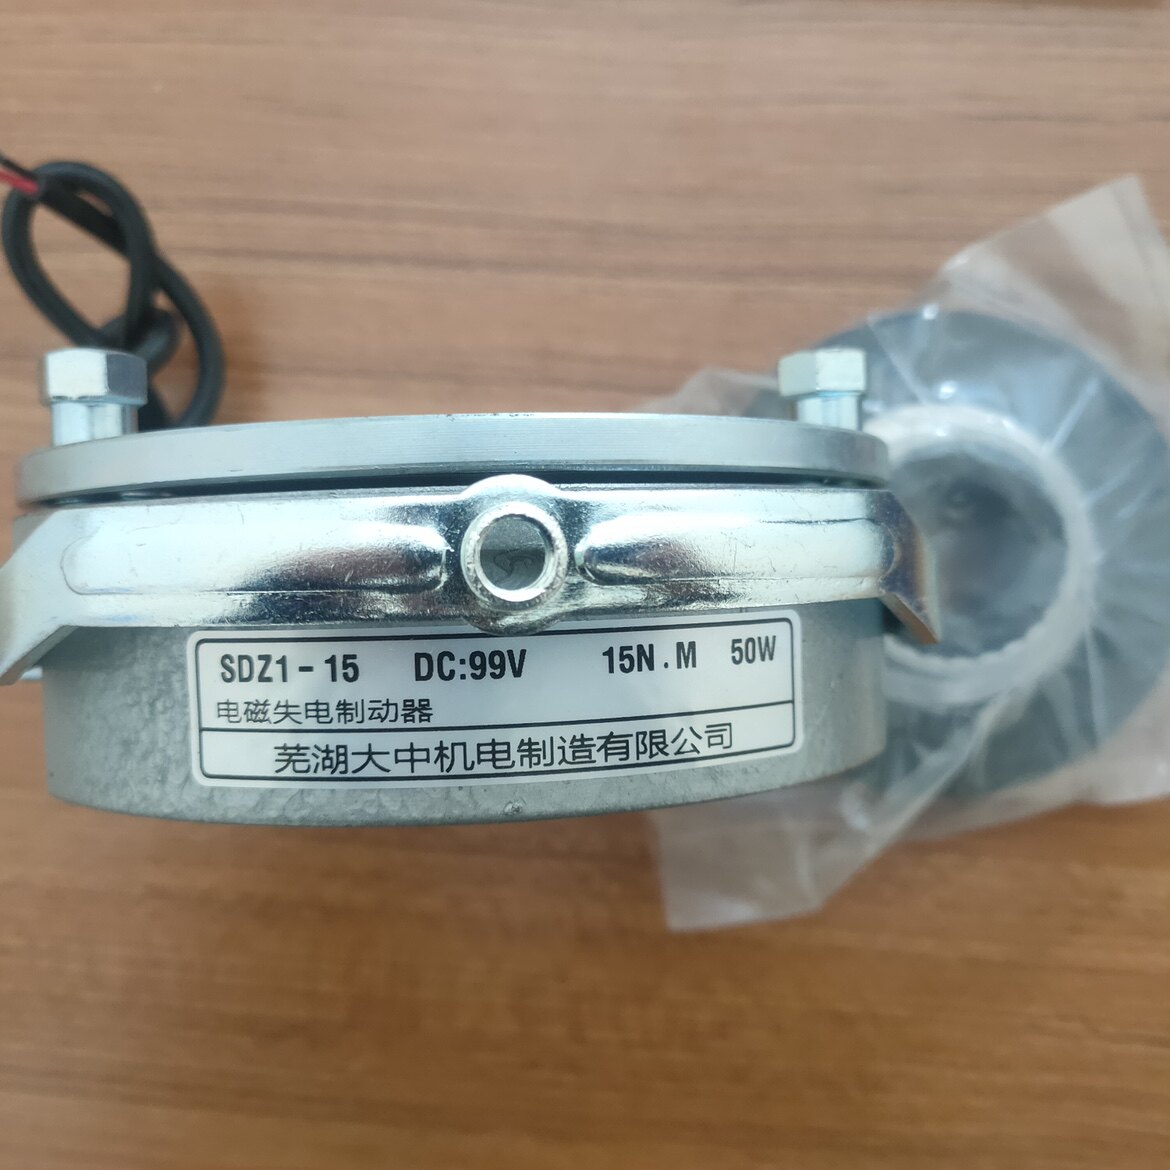 SDZ1-15 DC:99V 15N.M 50W
电磁失电制动器
芜湖大中机电制造有限公司